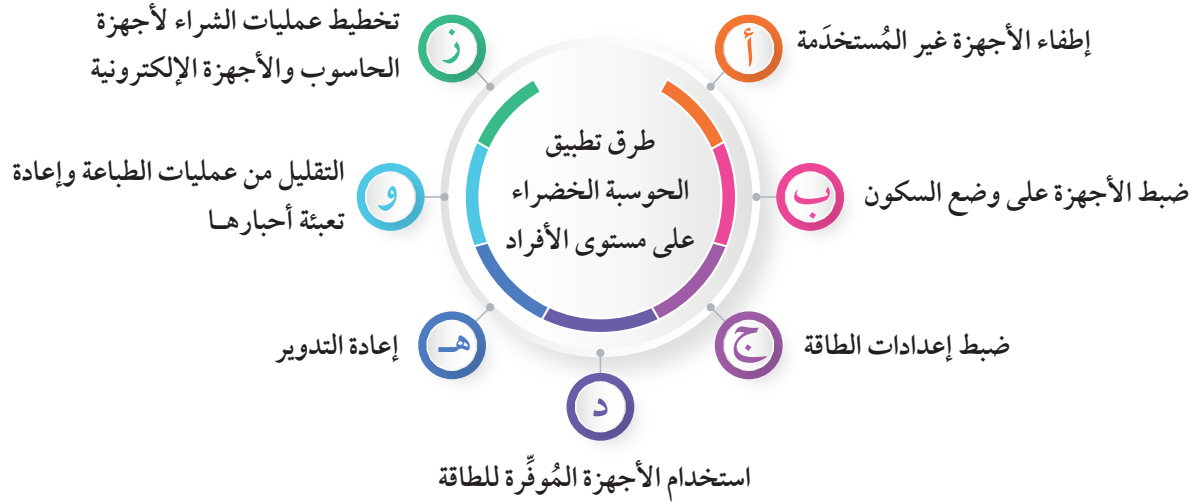 طرق تطبيق
الحوسبة الخضراء
على مستوى الأفراد
أ
إطفاء الأجهزة غير المُستخدَمة
ب
ضبط الأجهزة على وضع السكون
ج
ضبط إعدادات الطاقة
د
استخدام الأجهزة المُوفِّرة للطاقة
هـ
إعادة التدوير
و
التقليل من عمليات الطباعة وإعادة
تعبئة أحبارهـا
ز
تخطيط عمليات الشراء لأجهزة
الحاسوب والأجهزة الإلكترونية